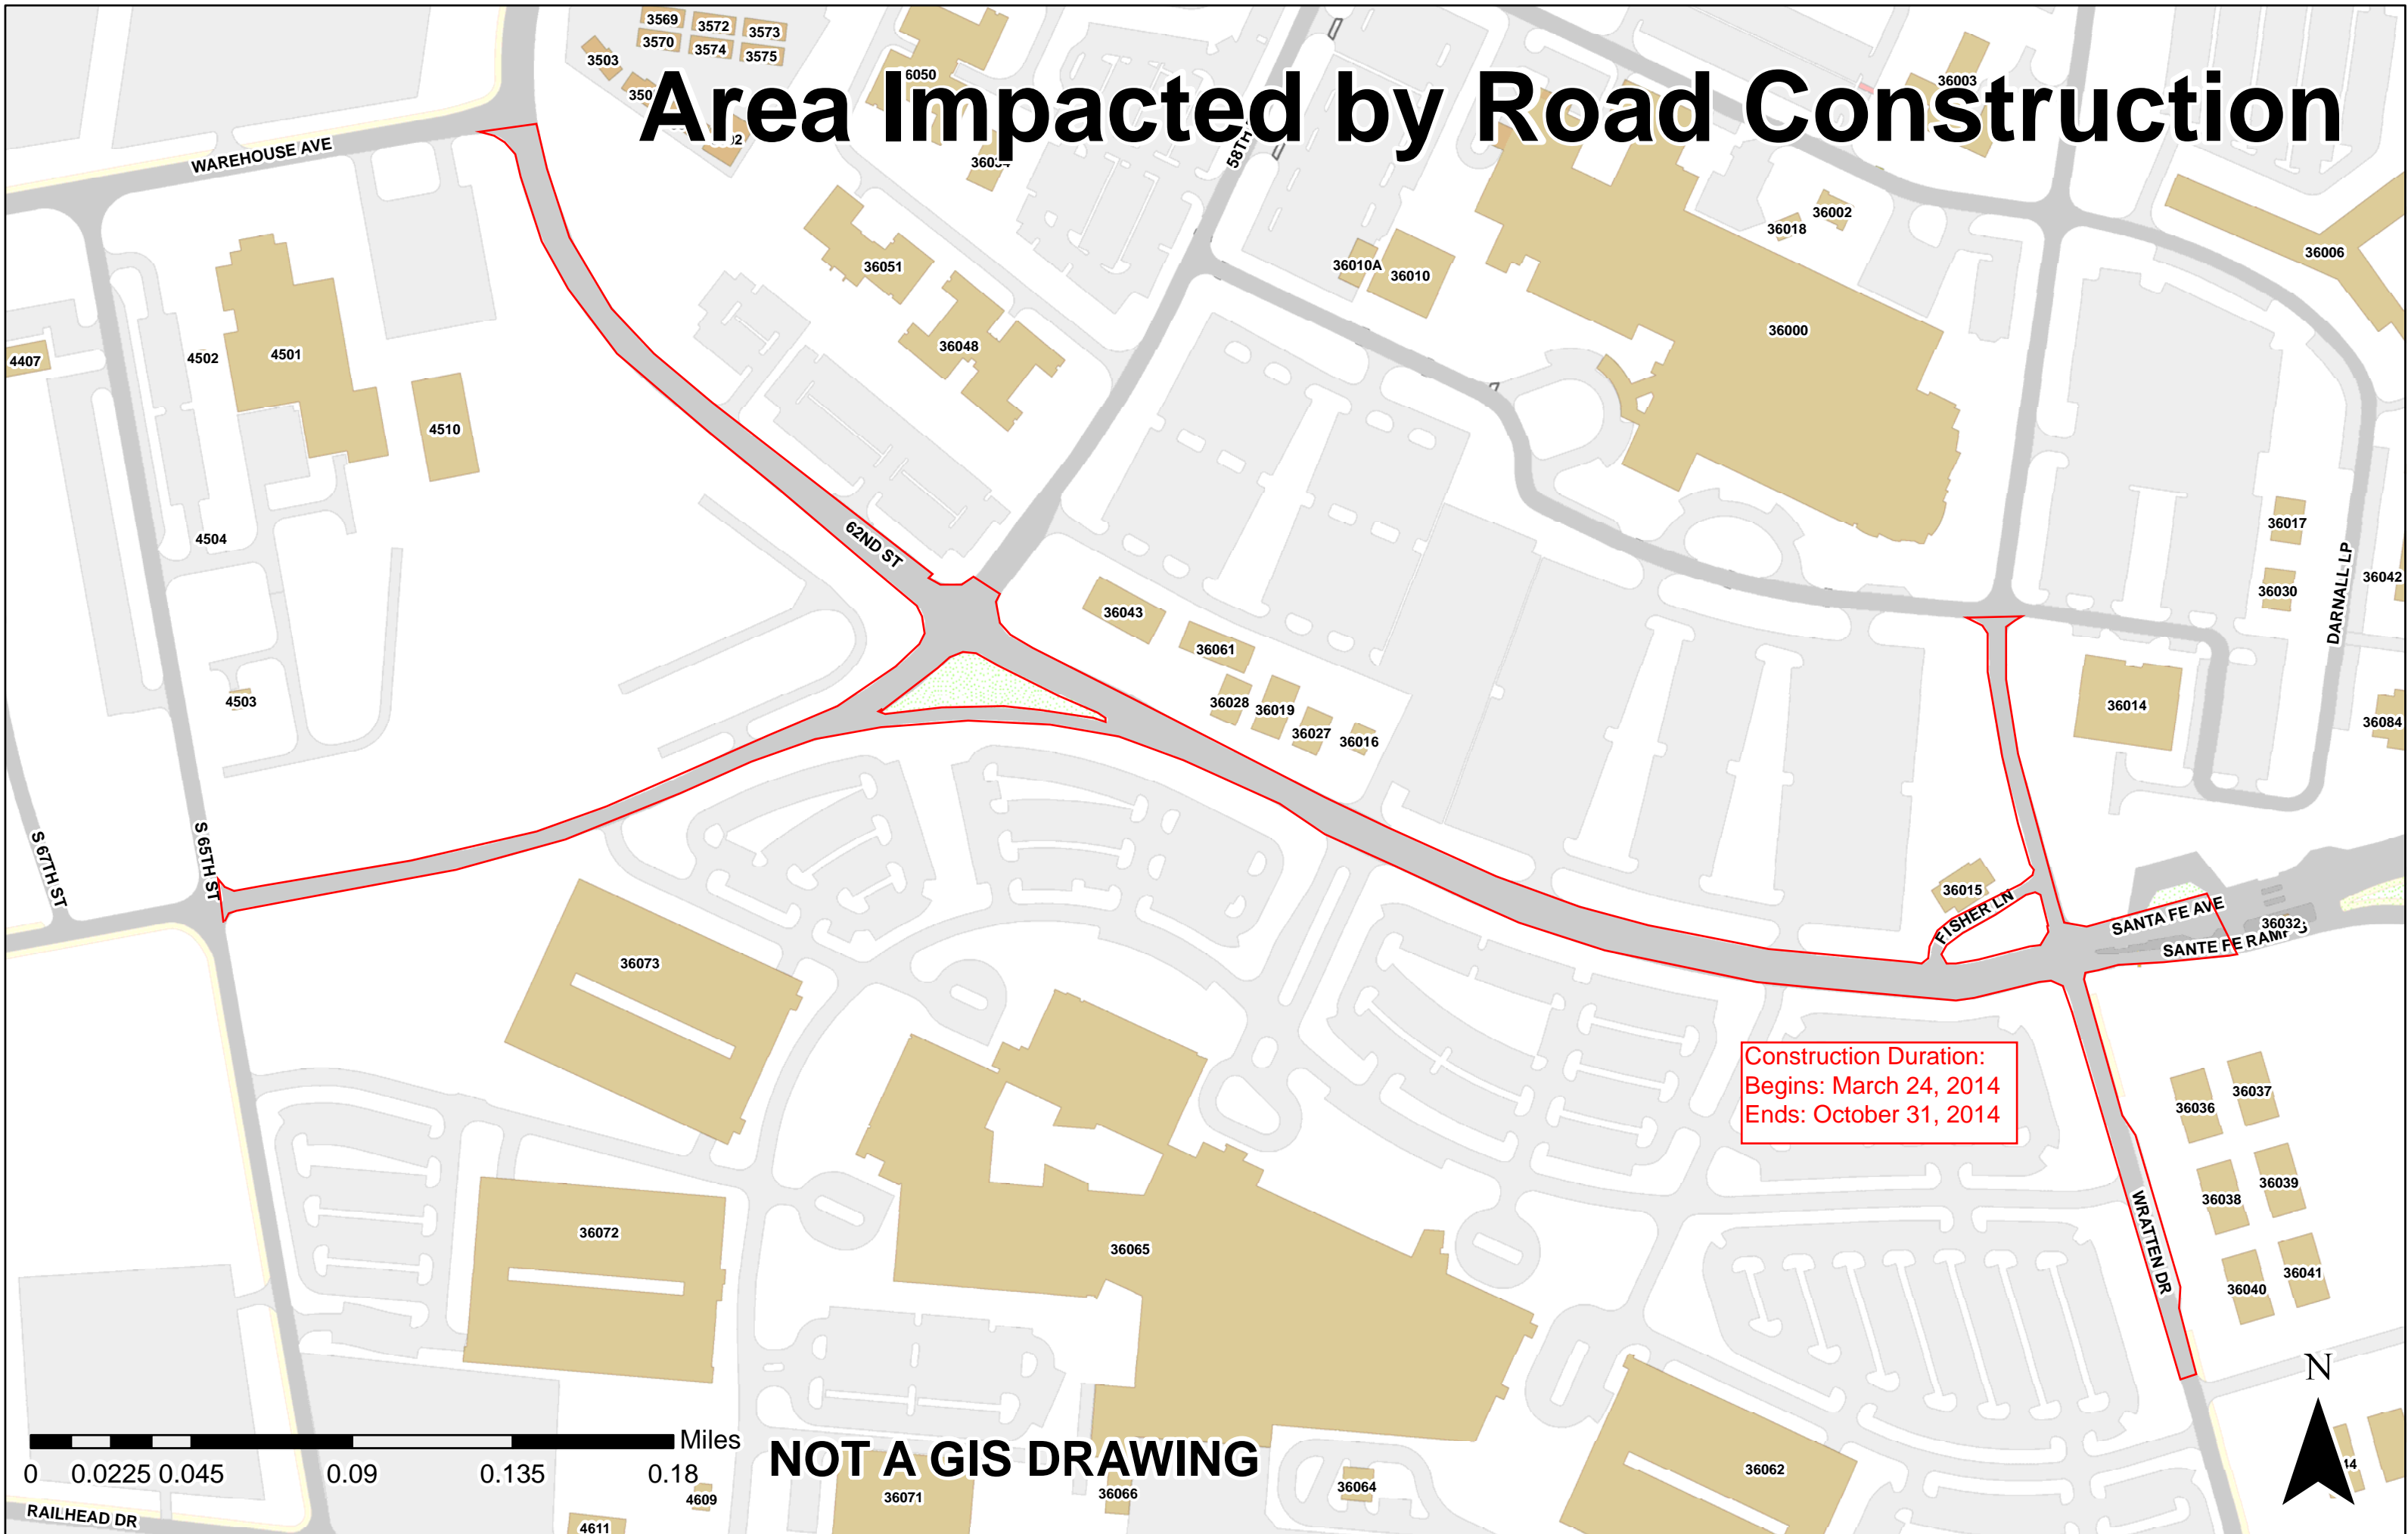 3569
3572
3573
3570
3574
3575
3503
Area Impacted by Road Construction
36003
WAREHOUSE AVE
58TH
36002
36018
36051
36010A
36010
36006
36000
36048
4407
4502
4501
4510
62ND ST
4504
36017
36030
36042
DARNALL LP
36043
36061
36028
36019
36027
36016
36014
36084
4503
S 67TH ST
S 65TH ST
36015
FISHER LN
SANTA FE AVE
36032
SANTE FE RAMP
36073
Construction Duration:
Begins: March 24, 2014
Ends: October 31, 2014
36036
36037
36038
36039
36040
36041
WRATTEN DR
36072
36065
N
Miles
0 0.0225 0.045 0.09 0.135 0.18
NOT A GIS DRAWING
36062
36064
36066
36071
4609
4611
RAILHEAD DR